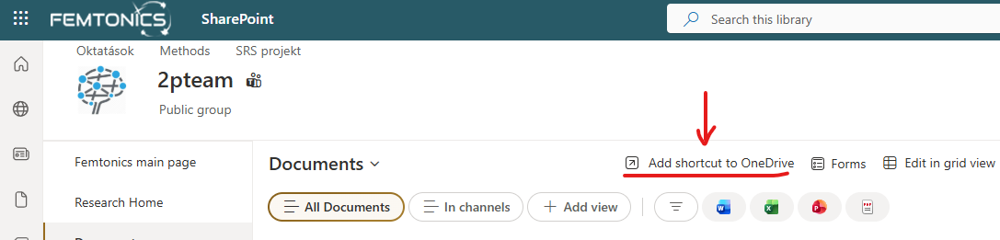 FEMTONICS SharePoint Search this library
Oktatások Methods SRS projekt
2pteam
Public group
Femtonics main page
Research Home
Documents Add shortcut to OneDrive Forms Edit in grid view
All Documents In channels Add view